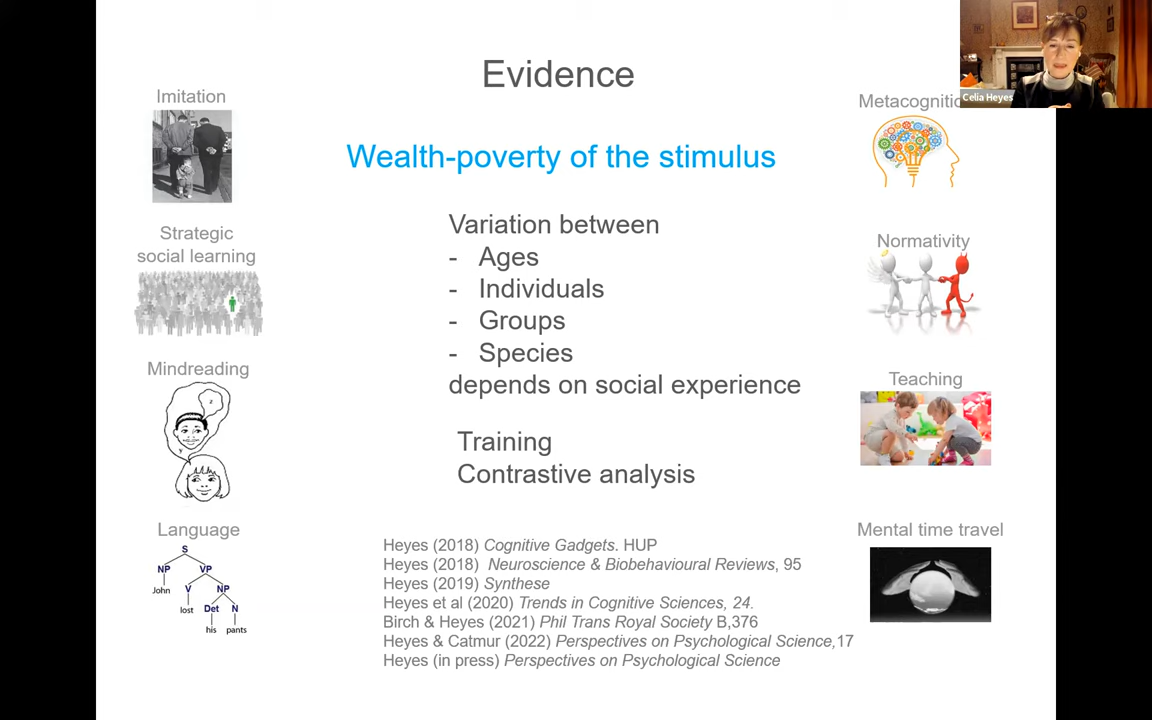 Evidence
Celia Heyes
Imitation
Metacogniti
Wealth-poverty of the stimulus
Variation between
- Ages
- Individuals
- Groups
- Species
depends on social experience
Training
Contrastive analysis
Strategic
social learning
Mindreading
Language
S
NP VP
John V NP
lost Det N
his pants
Normativity
Teaching
Mental time travel
Heyes (2018) Cognitive Gadgets. HUP
Heyes (2018) Neuroscience & Biobehavioural Reviews, 95
Heyes (2019) Synthese
Heyes et al (2020) Trends in Cognitive Sciences, 24.
Birch & Heyes (2021) Phil Trans Royal Society B,376
Heyes & Catmur (2022) Perspectives on Psychological Science,17
Heyes (in press) Perspectives on Psychological Science